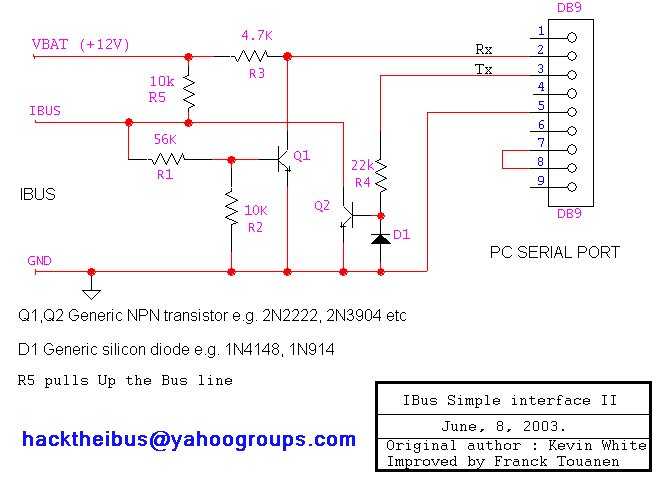 DB9
4.7K
VBAT (+12V)
Rx
1
2
R3
Tx
3
10k
R5
4
IBUS
5
56K
6
Q1
7
22k
R4
8
R1
9
IBUS
10K
R2
Q2
DB9
D1
PC SERIAL PORT
GND
Q1,Q2 Generic NPN transistor e.g. 2N2222, 2N3904 etc
D1 Generic silicon diode e.g. 1N4148, 1N914
R5 pulls Up the Bus line
IBus Simple interface II
June, 8, 2003.
Original author : Kevin White
Improved by Franck Touanen
hacktheibus@yahoogroups.com